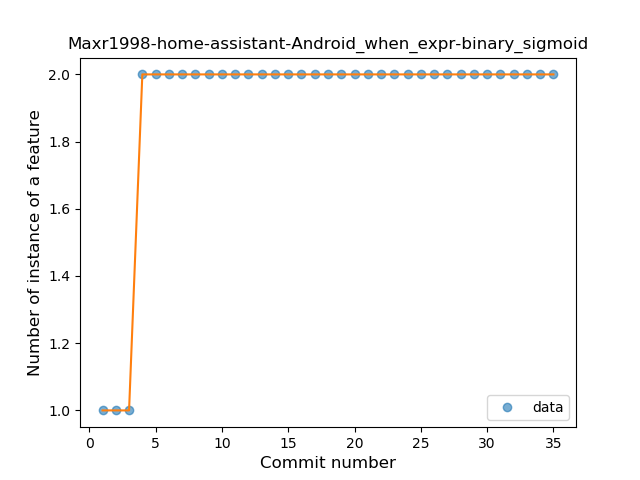 Maxr1998-home-assistant-Android_when_expr-binary_sigmoid
Number of instance of a feature
2.0
1.8
1.6
1.4
1.2
1.0
data
0 5 10 15 20 25 30 35
Commit number